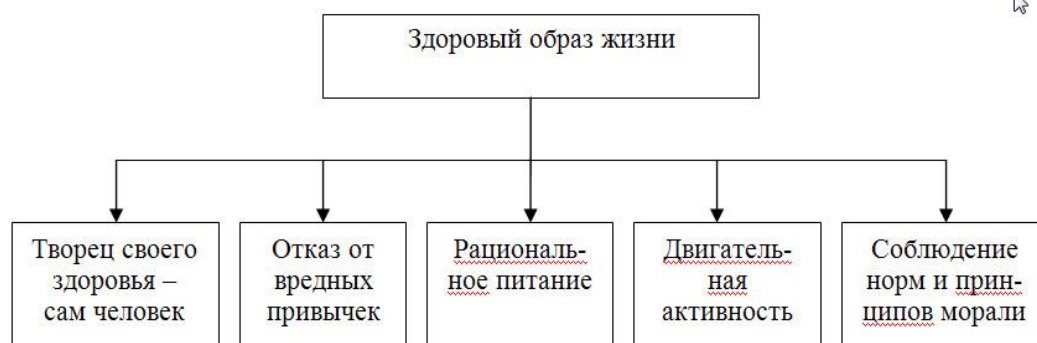 Здоровый образ жизни
Творец своего
здоровья –
сам человек
Отказ от
вредных
привычек
Рациональ-
ное питание
Двигатель-
ная
активность
Соблюдение
норм и прин-
ципов морали